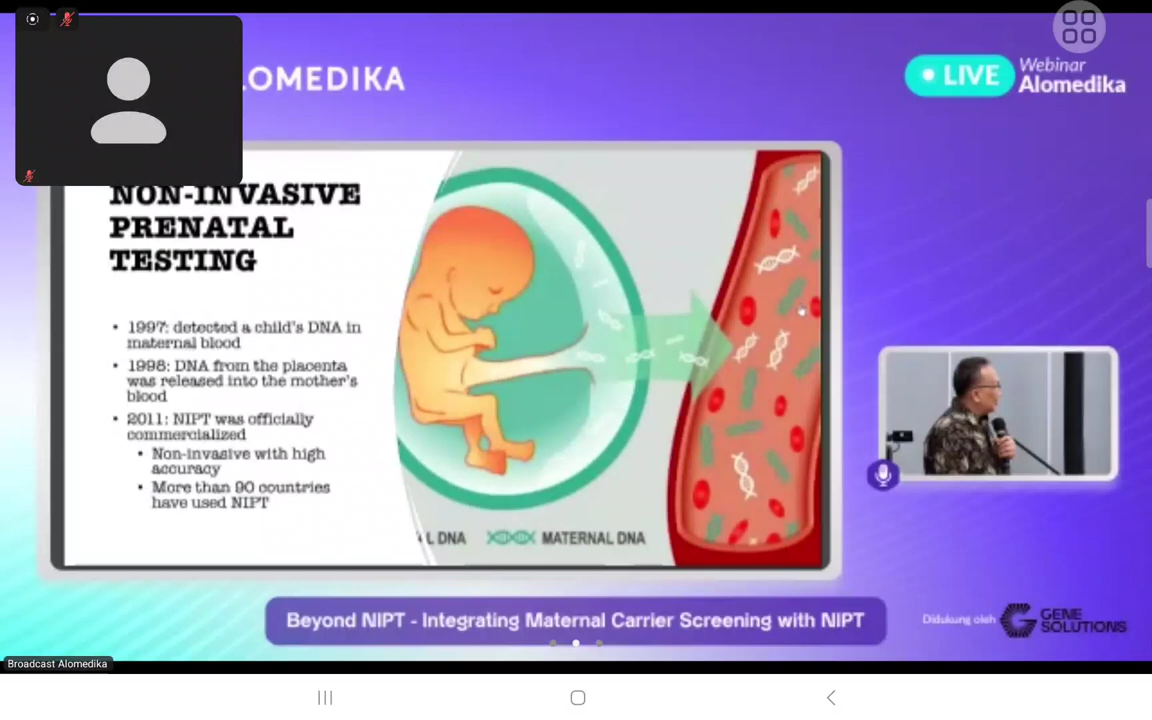 LOMEDIKA
LIVE
Webinar
Alomedika
NON-INVASIVE
PRENATAL
TESTING
• 1997: detected a child's DNA in
maternal blood
• 1998: DNA from the placenta
was released into the mother's
blood
• 2011: NIPT was officially
commercialized
• Non-invasive with high
accuracy
• More than 90 countries
have used NIPT
L DNA
MATERNAL DNA
Beyond NIPT - Integrating Maternal Carrier Screening with NIPT
Didukung oleh
GENE
SOLUTIONS
Broadcast Alomedika